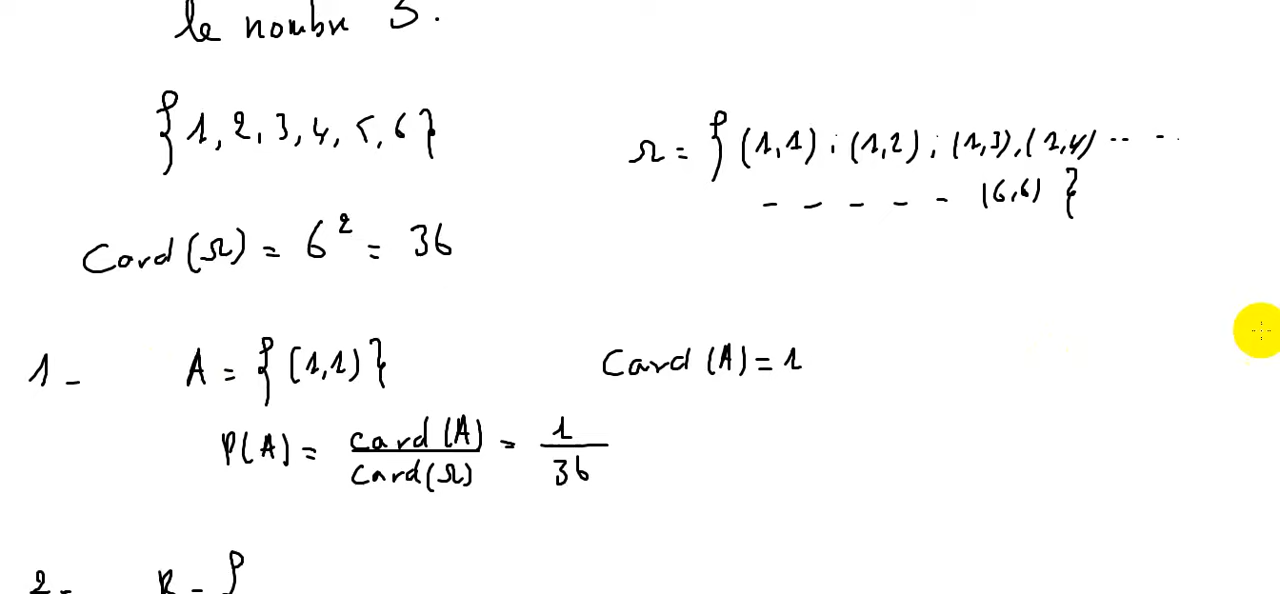 le nombre 3.
{1, 2, 3, 4, 5, 6}
Ω = {(1,1) ; (1,2) ; (1,3), (1,4) .. ..
- - - - - (6,6) }
Card (Ω) = 6² = 36
1 - A = { (1,1) } Card (A) = 1
P(A) = card (A) / Card (Ω) = 1 / 36
2 - B = {